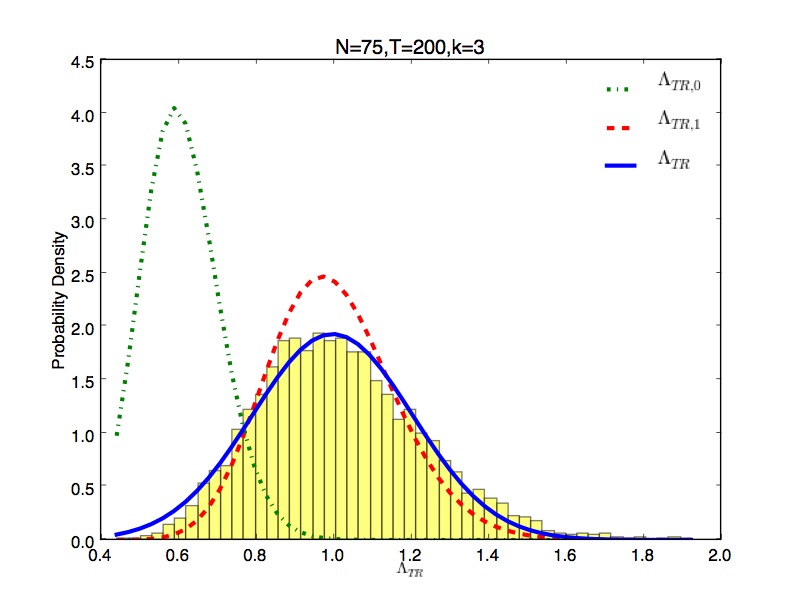 N=75,T=200,k=3
4.5
4.0
3.5
3.0
2.5
2.0
1.5
1.0
0.5
0.0
Probability Density
Λ_{TR,0}
Λ_{TR,1}
Λ_{TR}
0.4 0.6 0.8 1.0 1.2 1.4 1.6 1.8 2.0
Λ_{TR}